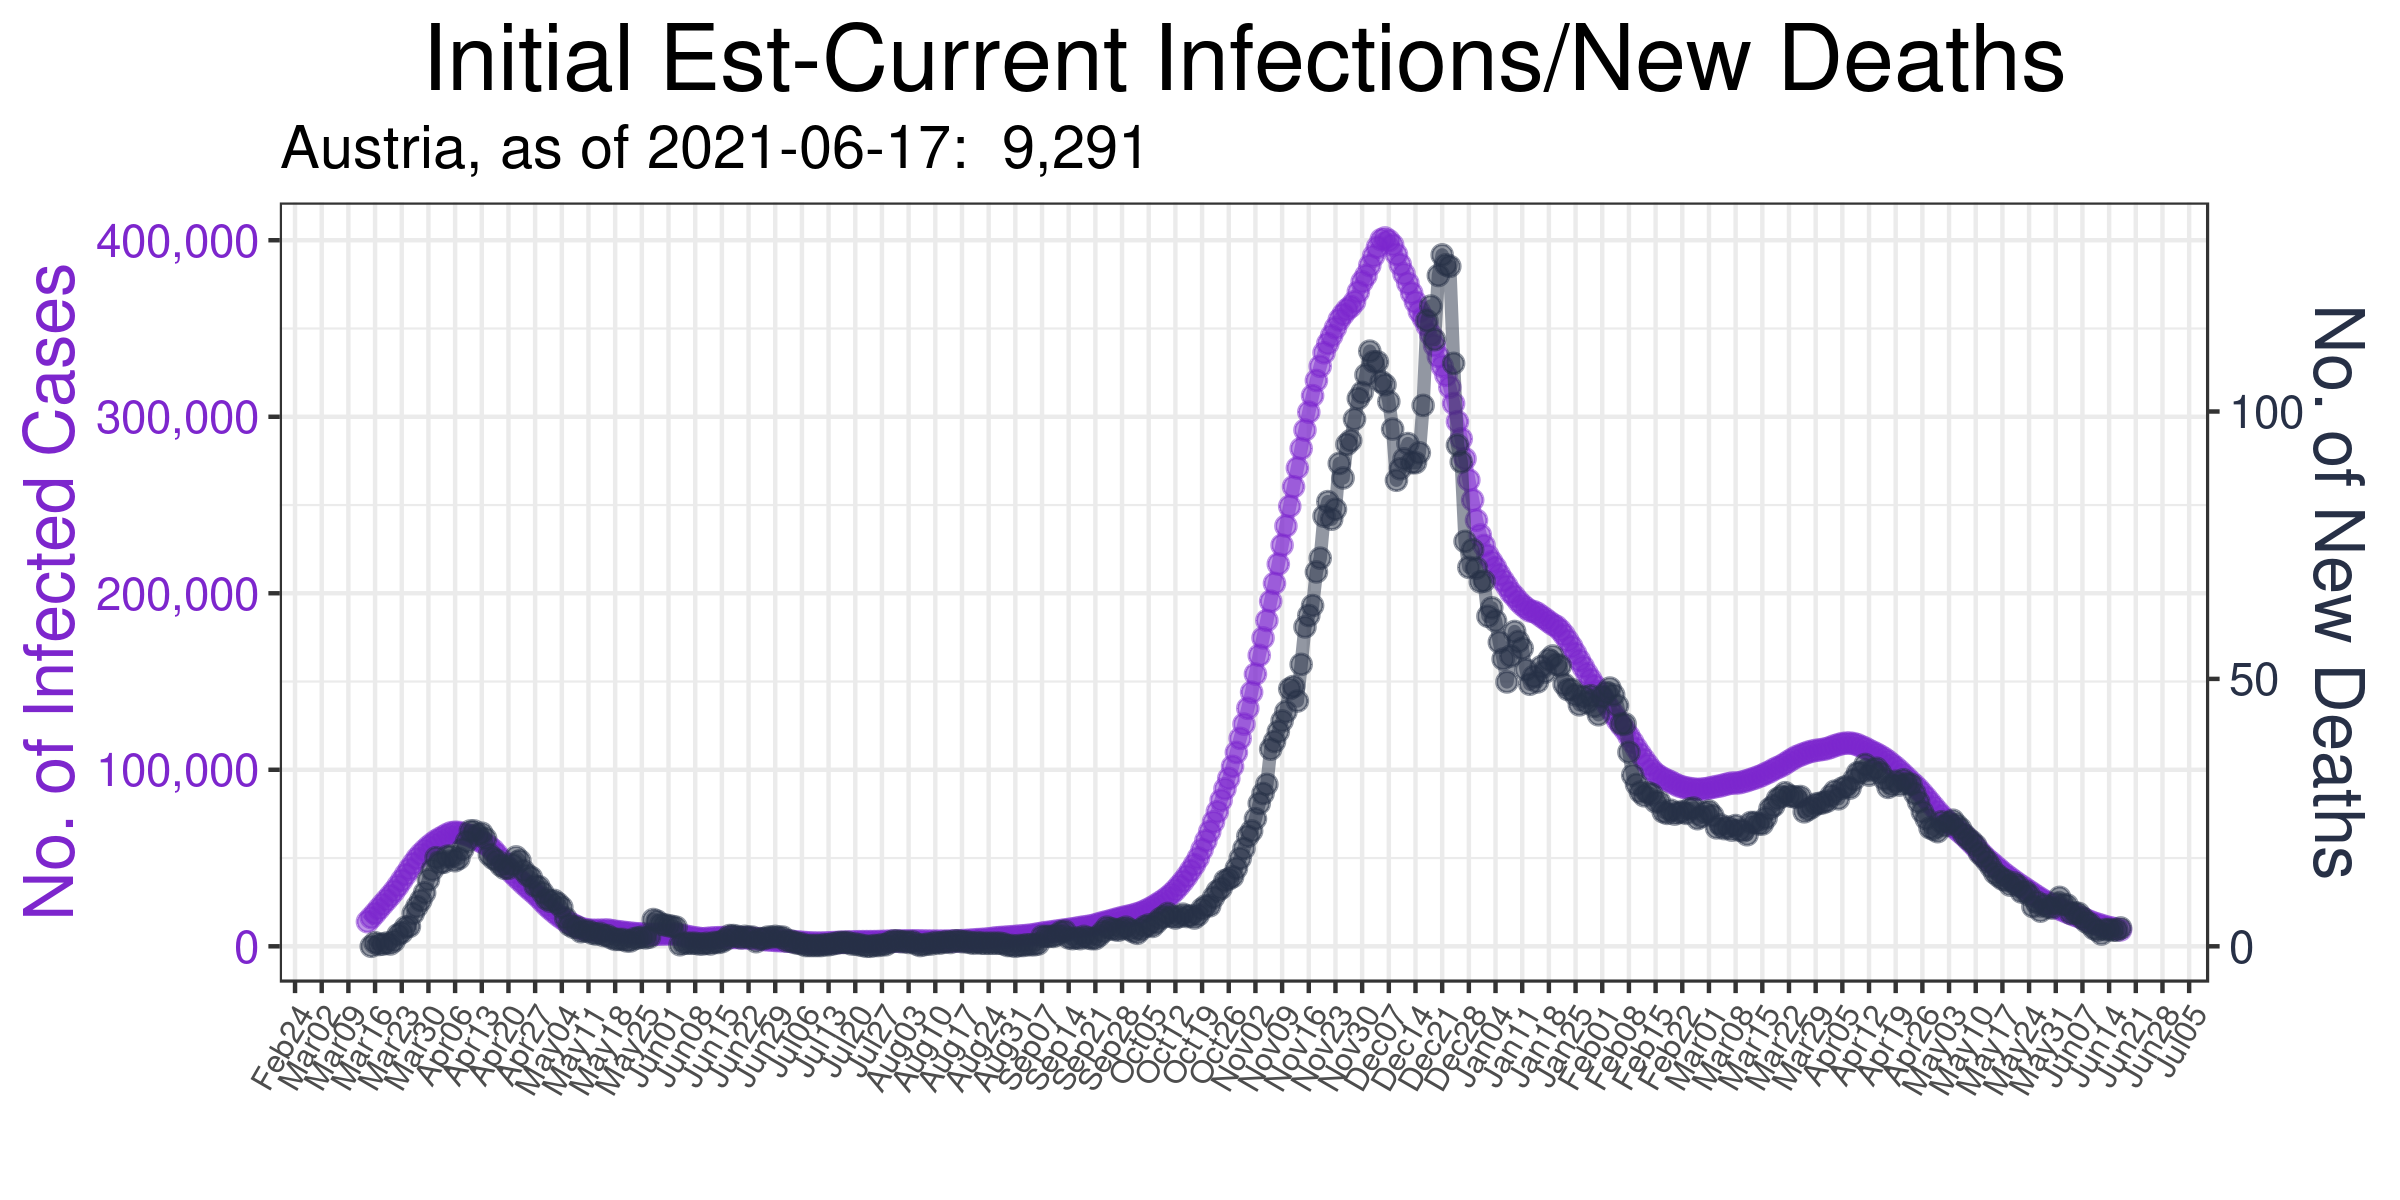 Initial Est-Current Infections/New Deaths
Austria, as of 2021-06-17: 9,291
No. of Infected Cases
400,000
300,000
200,000
100,000
0
No. of New Deaths
100
50
0
Feb24
Mar02
Mar09
Mar16
Mar23
Mar30
Apr06
Apr13
Apr20
Apr27
May04
May11
May18
May25
Jun01
Jun08
Jun15
Jun22
Jun29
Jul06
Jul13
Jul20
Jul27
Aug03
Aug10
Aug17
Aug24
Aug31
Sep07
Sep14
Sep21
Sep28
Oct05
Oct12
Oct19
Oct26
Nov02
Nov09
Nov16
Nov23
Nov30
Dec07
Dec14
Dec21
Dec28
Jan04
Jan11
Jan18
Jan25
Feb01
Feb08
Feb15
Feb22
Mar01
Mar08
Mar15
Mar22
Mar29
Apr05
Apr12
Apr19
Apr26
May03
May10
May17
May24
May31
Jun07
Jun14
Jun21
Jun28
Jul05